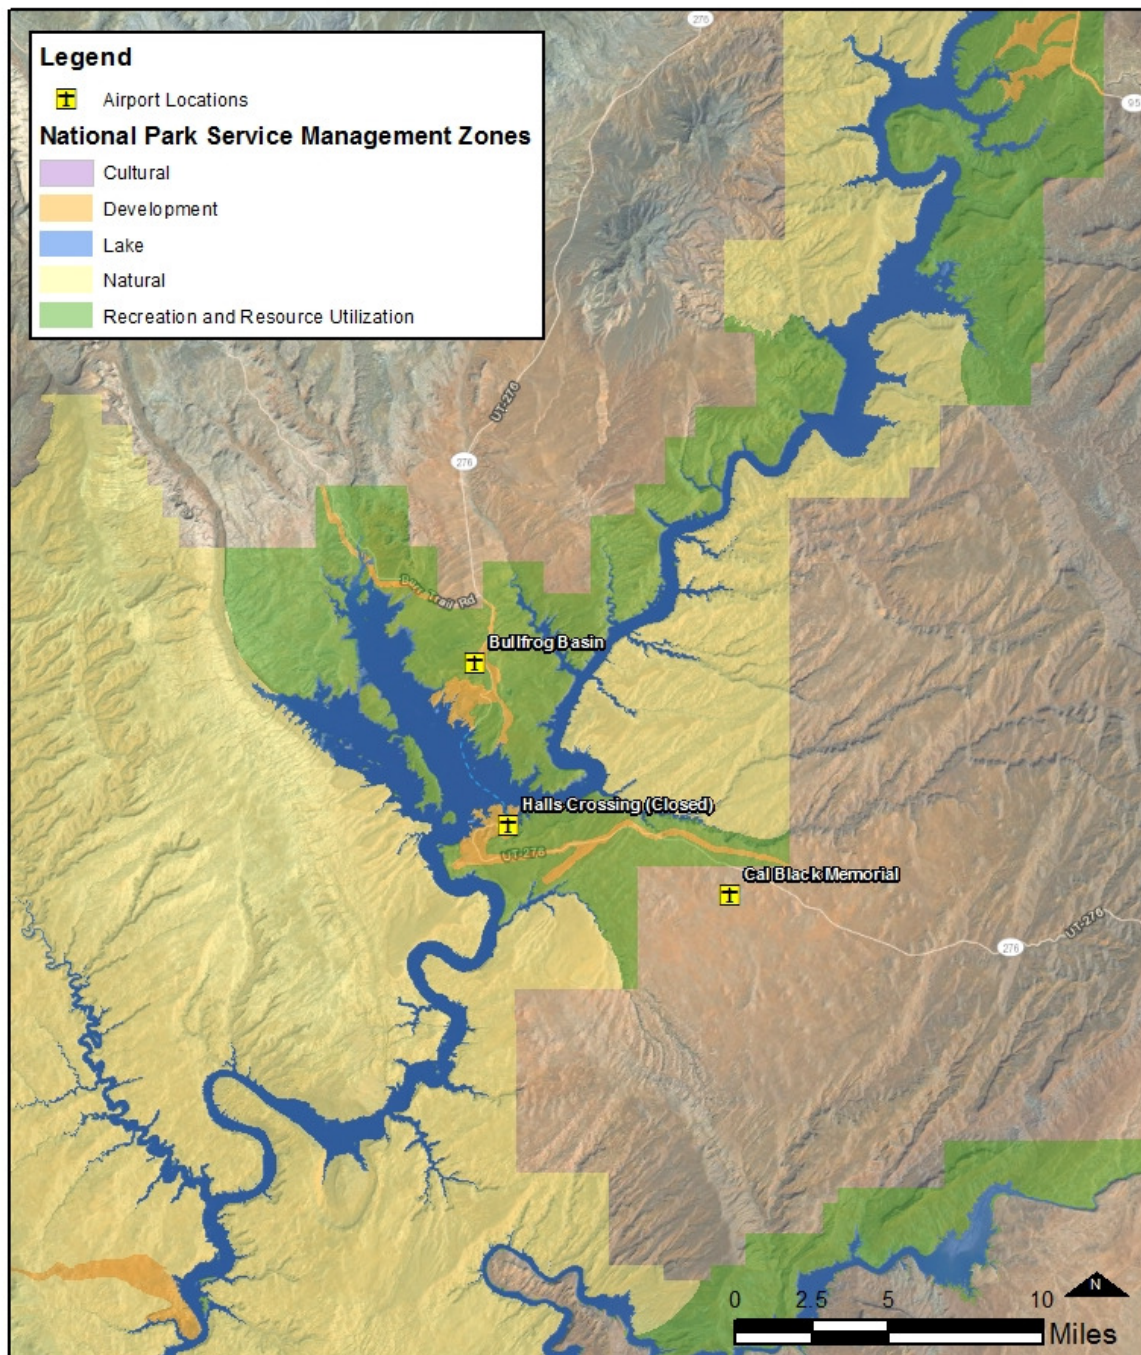 276
Legend
Airport Locations
National Park Service Management Zones
Cultural
Development
Lake
Natural
Recreation and Resource Utilization
95
UT-276
276
Burr Trail Rd
Bullfrog Basin
Halls Crossing (Closed)
UT-276
Cal Black Memorial
UT-276
276
N
0 2.5 5 10
Miles